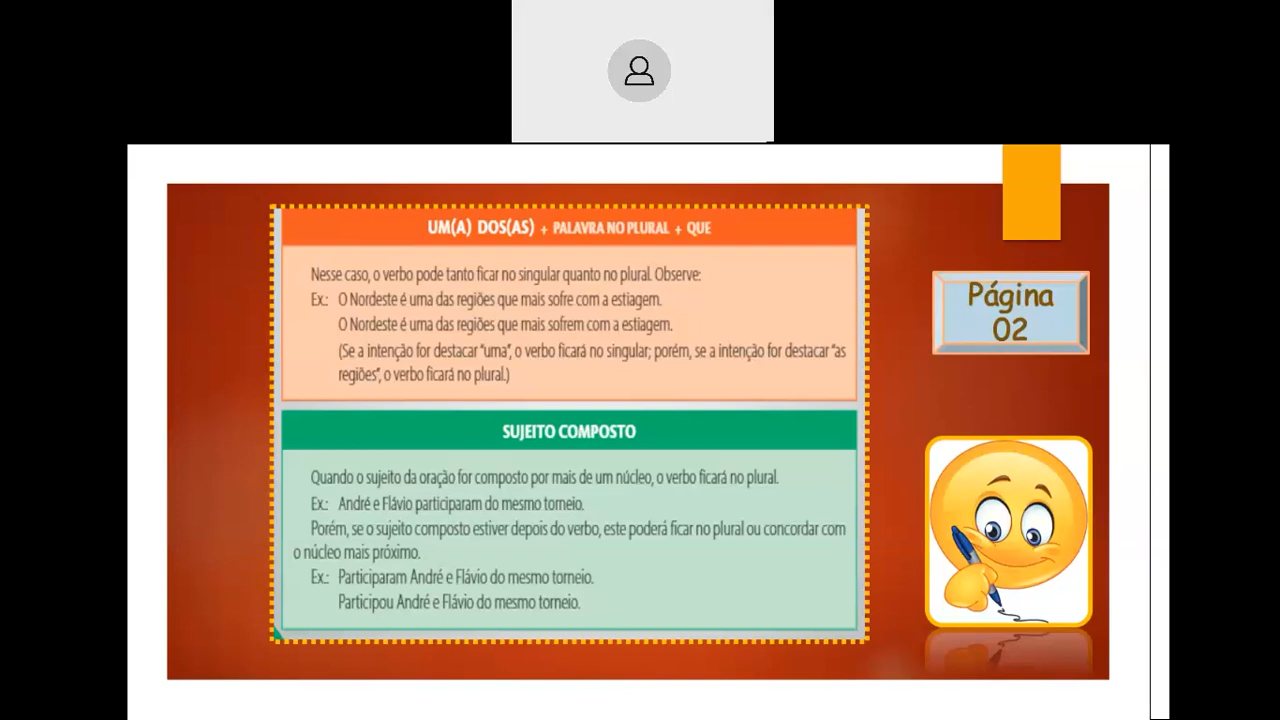 UM(A) DOS(AS) + PALAVRA NO PLURAL + QUE
Nesse caso, o verbo pode tanto ficar no singular quanto no plural. Observe:
Ex.: O Nordeste é uma das regiões que mais sofre com a estiagem.
O Nordeste é uma das regiões que mais sofrem com a estiagem.
(Se a intenção for destacar “uma”, o verbo ficará no singular; porém, se a intenção for destacar “as
regiões”, o verbo ficará no plural.)
SUJEITO COMPOSTO
Quando o sujeito da oração for composto por mais de um núcleo, o verbo ficará no plural.
Ex.: André e Flávio participaram do mesmo torneio.
Porém, se o sujeito composto estiver depois do verbo, este poderá ficar no plural ou concordar com
o núcleo mais próximo.
Ex.: Participaram André e Flávio do mesmo torneio.
Participou André e Flávio do mesmo torneio.
Página
02